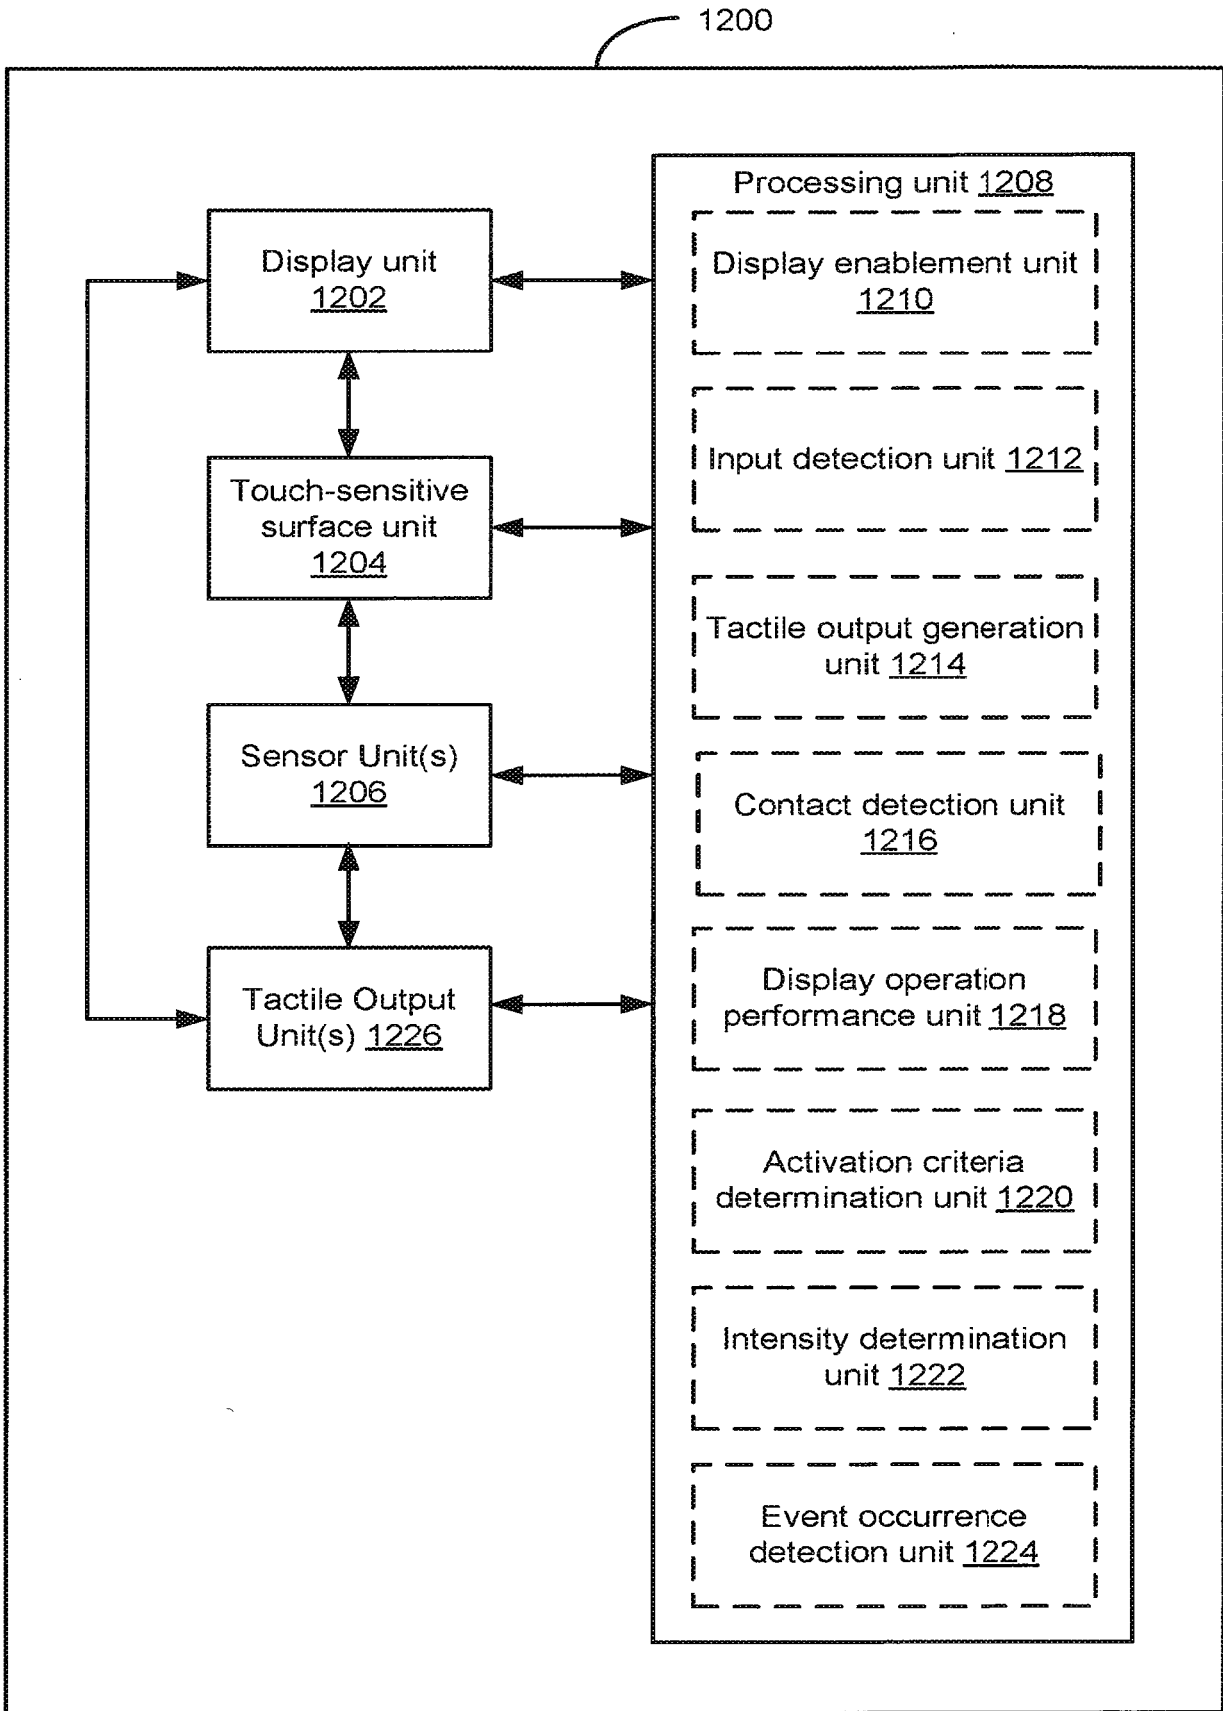 1200
Processing unit 1208
Display unit
1202
Touch-sensitive
surface unit
1204
Sensor Unit(s)
1206
Tactile Output
Unit(s) 1226
Display enablement unit
1210
Input detection unit 1212
Tactile output generation
unit 1214
Contact detection unit
1216
Display operation
performance unit 1218
Activation criteria
determination unit 1220
Intensity determination
unit 1222
Event occurrence
detection unit 1224